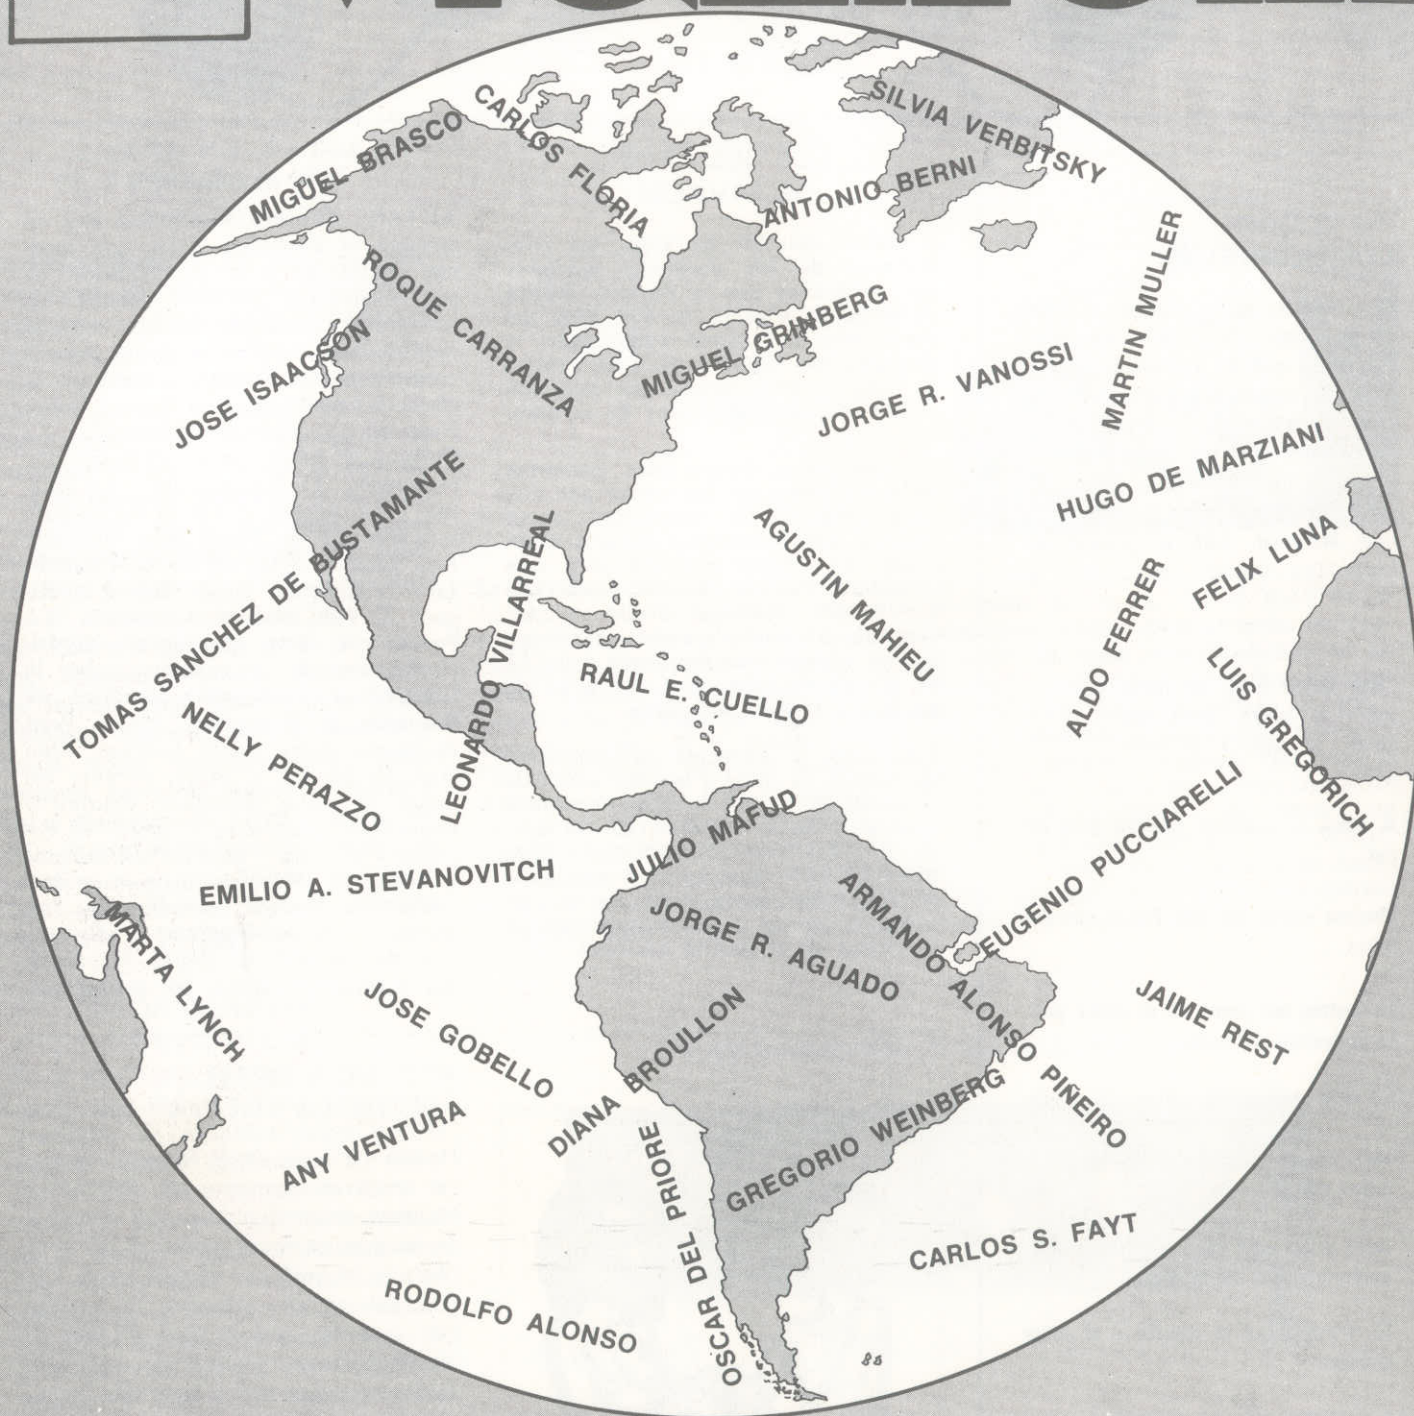 SILVIA VERBITSKY
CARLOS FLORIA
MIGUEL BRASCO
ANTONIO BERNI
MARTIN MULLER
ROQUE CARRANZA
MIGUEL GRINBERG
JOSE ISAACSON
JORGE R. VANOSSI
HUGO DE MARZIANI
TOMAS SANCHEZ DE BUSTAMANTE
LEONARDO VILLARREAL
AGUSTIN MAHIEU
FELIX LUNA
ALDO FERRER
RAUL E. CUELLO
LUIS GREGORICH
NELLY PERAZZO
JULIO MAFUD
EUGENIO PUCCIARELLI
EMILIO A. STEVANOVITCH
ARMANDO ALONSO PIÑEIRO
JORGE R. AGUADO
MARTA LYNCH
JOSE GOBELLO
DIANA BROULLON
JAIME REST
ANY VENTURA
GREGORIO WEINBERG
OSCAR DEL PRIORE
CARLOS S. FAYT
RODOLFO ALONSO